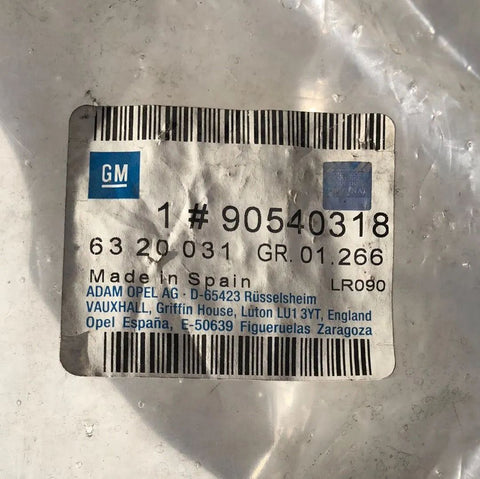 GM
1 # 90540318
63 20 031 GR. 01.266
Made in Spain LR090
ADAM OPEL AG · D-65423 Rüsselsheim
VAUXHALL, Griffin House, Luton LU1 3YT, England
Opel España, E-50639 Figueruelas Zaragoza